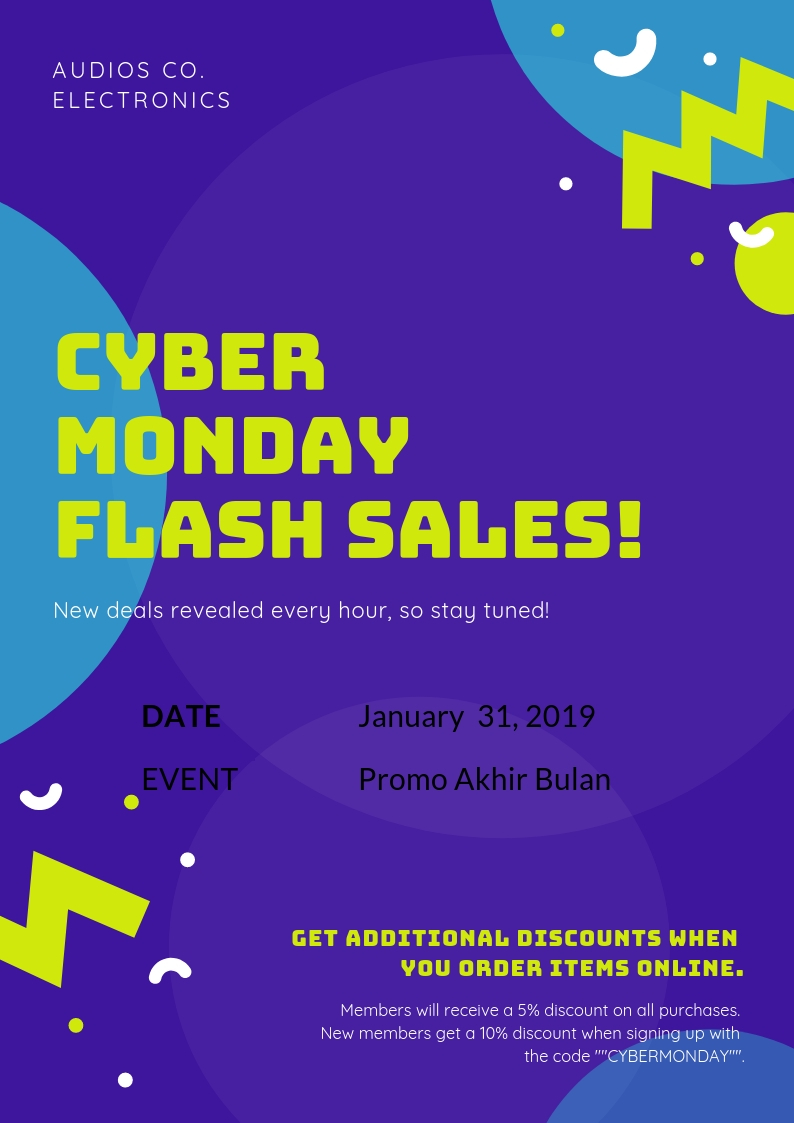 AUDIOS CO.
ELECTRONICS
CYBER
MONDAY
FLASH SALES!
New deals revealed every hour, so stay tuned!
DATE January 31, 2019
EVENT Promo Akhir Bulan
GET ADDITIONAL DISCOUNTS WHEN
YOU ORDER ITEMS ONLINE.
Members will receive a 5% discount on all purchases.
New members get a 10% discount when signing up with
the code ""CYBERMONDAY"".